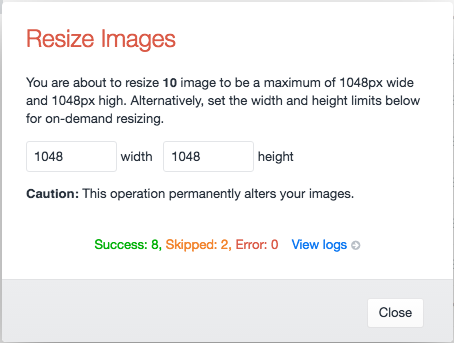 Resize Images
You are about to resize 10 image to be a maximum of 1048px wide
and 1048px high. Alternatively, set the width and height limits below
for on-demand resizing.
1048 width 1048 height
Caution: This operation permanently alters your images.
Success: 8, Skipped: 2, Error: 0 View logs
Close